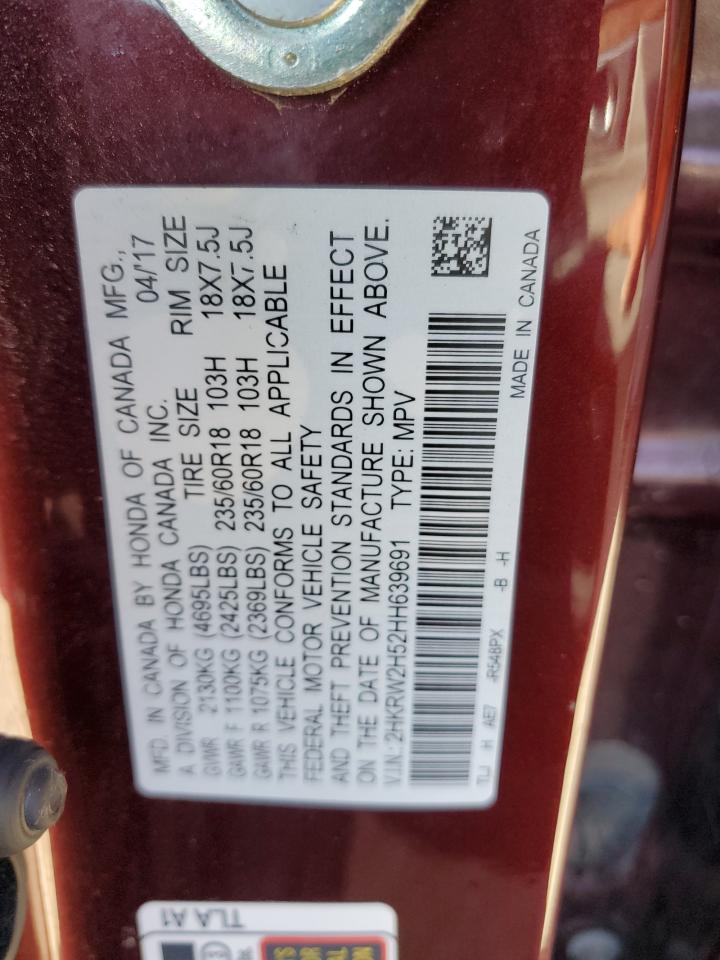 MFD. IN CANADA BY HONDA OF CANADA MFG.,
A DIVISION OF HONDA CANADA INC. 04/'17
GVWR 2130KG (4695LBS) TIRE SIZE RIM SIZE
GAWR F 1100KG (2425LBS) 235/60R18 103H 18X7.5J
GAWR R 1075KG (2369LBS) 235/60R18 103H 18X7.5J
THIS VEHICLE CONFORMS TO ALL APPLICABLE
FEDERAL MOTOR VEHICLE SAFETY
AND THEFT PREVENTION STANDARDS IN EFFECT
ON THE DATE OF MANUFACTURE SHOWN ABOVE.
V.I.N.: 2HKRW2H52HH639691 TYPE: MPV
H AE7 -R548PX -B -H MADE IN CANADA
TLA A1